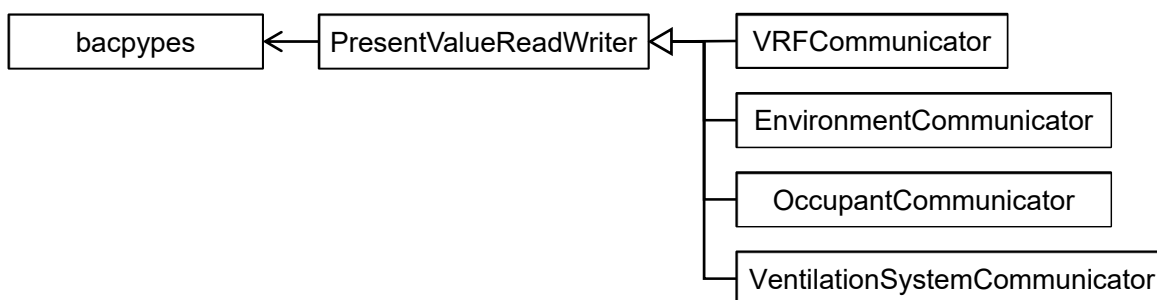 bacpypes
PresentValueReadWriter
VRFCommunicator
EnvironmentCommunicator
OccupantCommunicator
VentilationSystemCommunicator